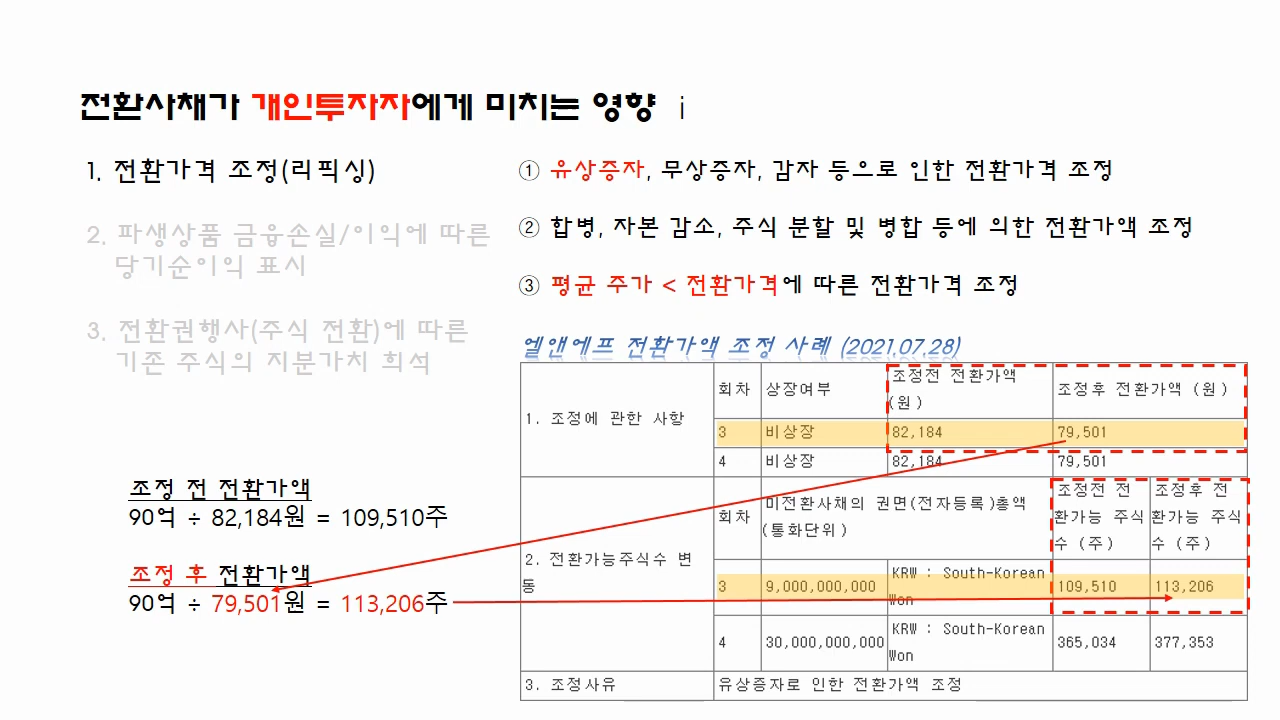 전환사채가 개인투자자에게 미치는 영향 i
1. 전환가격 조정(리픽싱)
2. 파생상품 금융손실/이익에 따른
당기순이익 표시
3. 전환권행사(주식 전환)에 따른
기존 주식의 지분가치 희석
조정 전 전환가액
90억 ÷ 82,184원 = 109,510주
조정 후 전환가액
90억 ÷ 79,501원 = 113,206주
① 유상증자, 무상증자, 감자 등으로 인한 전환가격 조정
② 합병, 자본 감소, 주식 분할 및 병합 등에 의한 전환가액 조정
③ 평균 주가 < 전환가격에 따른 전환가격 조정
엘앤에프 전환가액 조정 사례 (2021.07.28)
1. 조정에 관한 사항
회차 상장여부 조정전 전환가액
(원) 조정후 전환가액 (원)
3 비상장 82,184 79,501
4 비상장 82,184 79,501
2. 전환가능주식수 변
동
회차 미전환사채의 권면(전자등록)총액
(통화단위)
조정전 전
환가능 주식
수 (주)
조정후 전
환가능 주식
수 (주)
3 9,000,000,000 KRW : South-Korean
Won 109,510 113,206
4 30,000,000,000 KRW : South-Korean
Won 365,034 377,353
3. 조정사유 유상증자로 인한 전환가액 조정